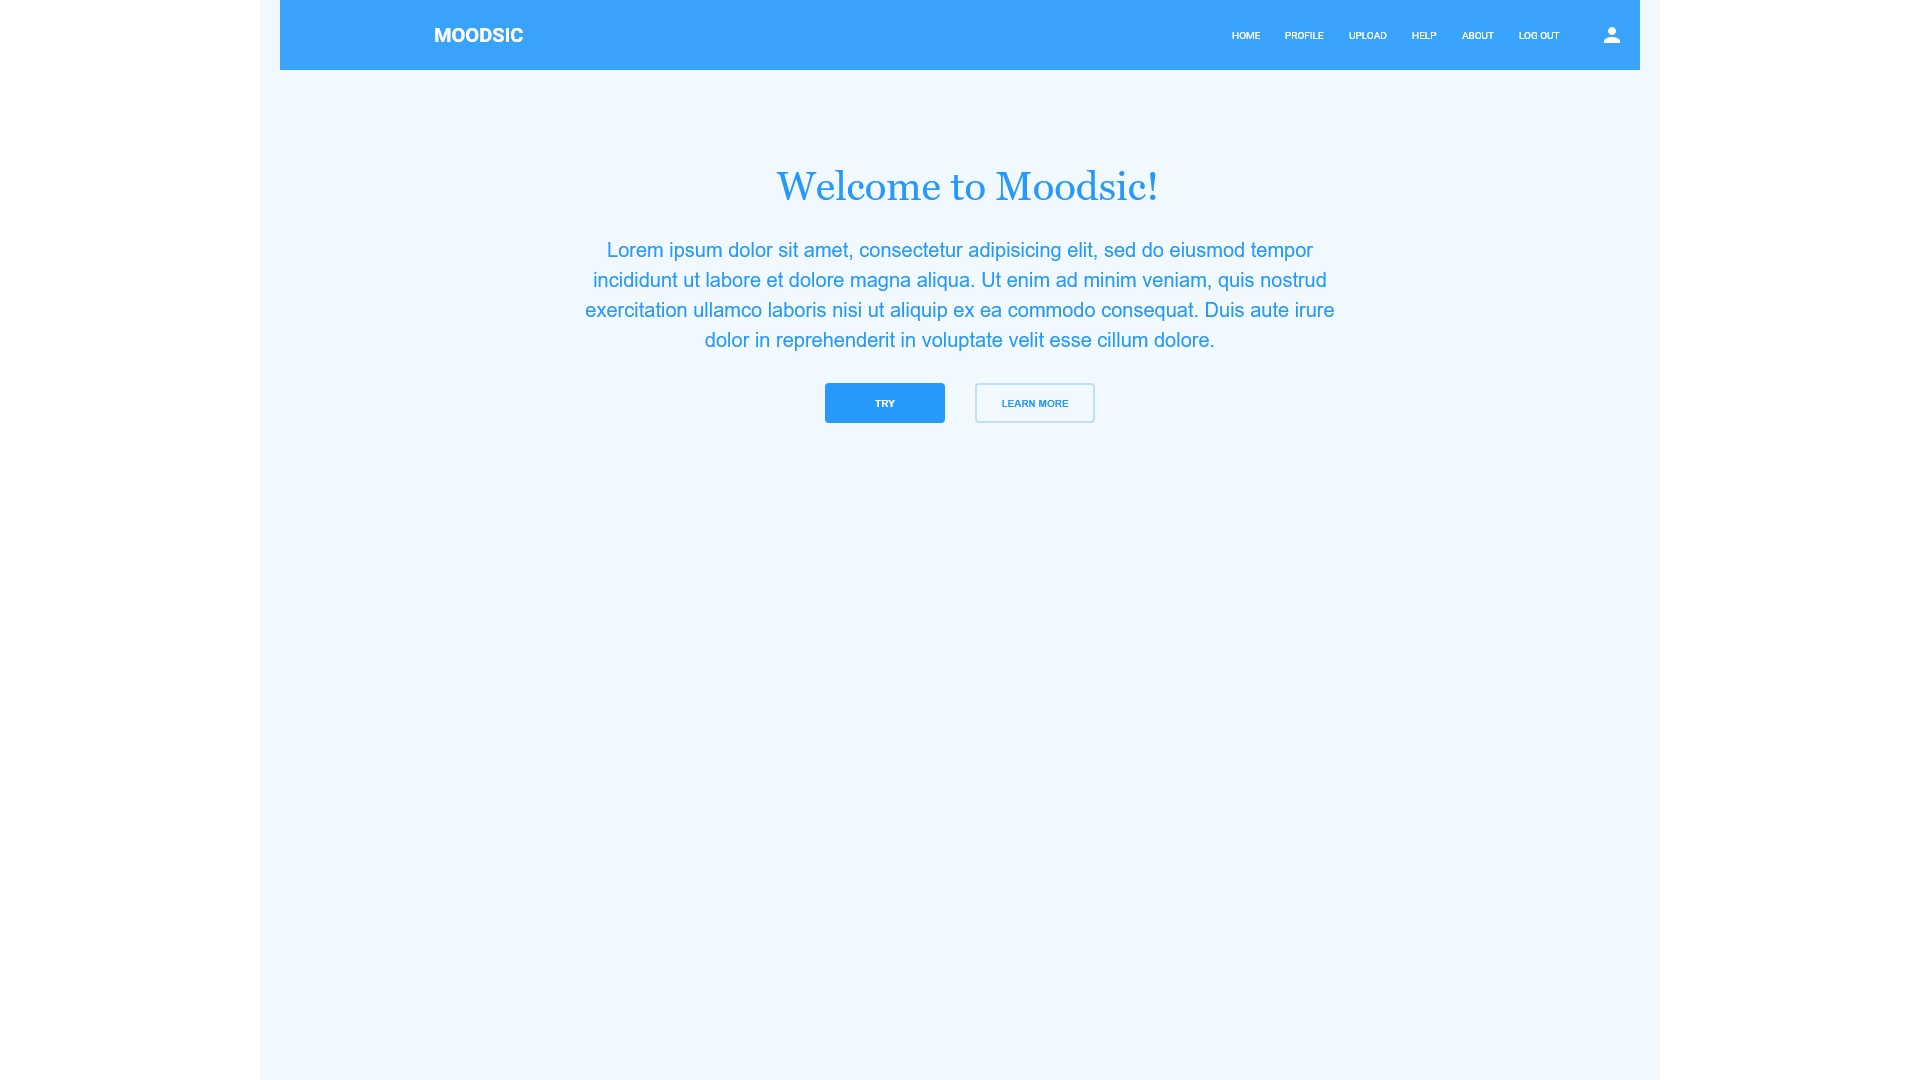 MOODSIC
HOME PROFILE UPLOAD HELP ABOUT LOG OUT
Welcome to Moodsic!
Lorem ipsum dolor sit amet, consectetur adipisicing elit, sed do eiusmod tempor
incididunt ut labore et dolore magna aliqua. Ut enim ad minim veniam, quis nostrud
exercitation ullamco laboris nisi ut aliquip ex ea commodo consequat. Duis aute irure
dolor in reprehenderit in voluptate velit esse cillum dolore.
TRY
LEARN MORE